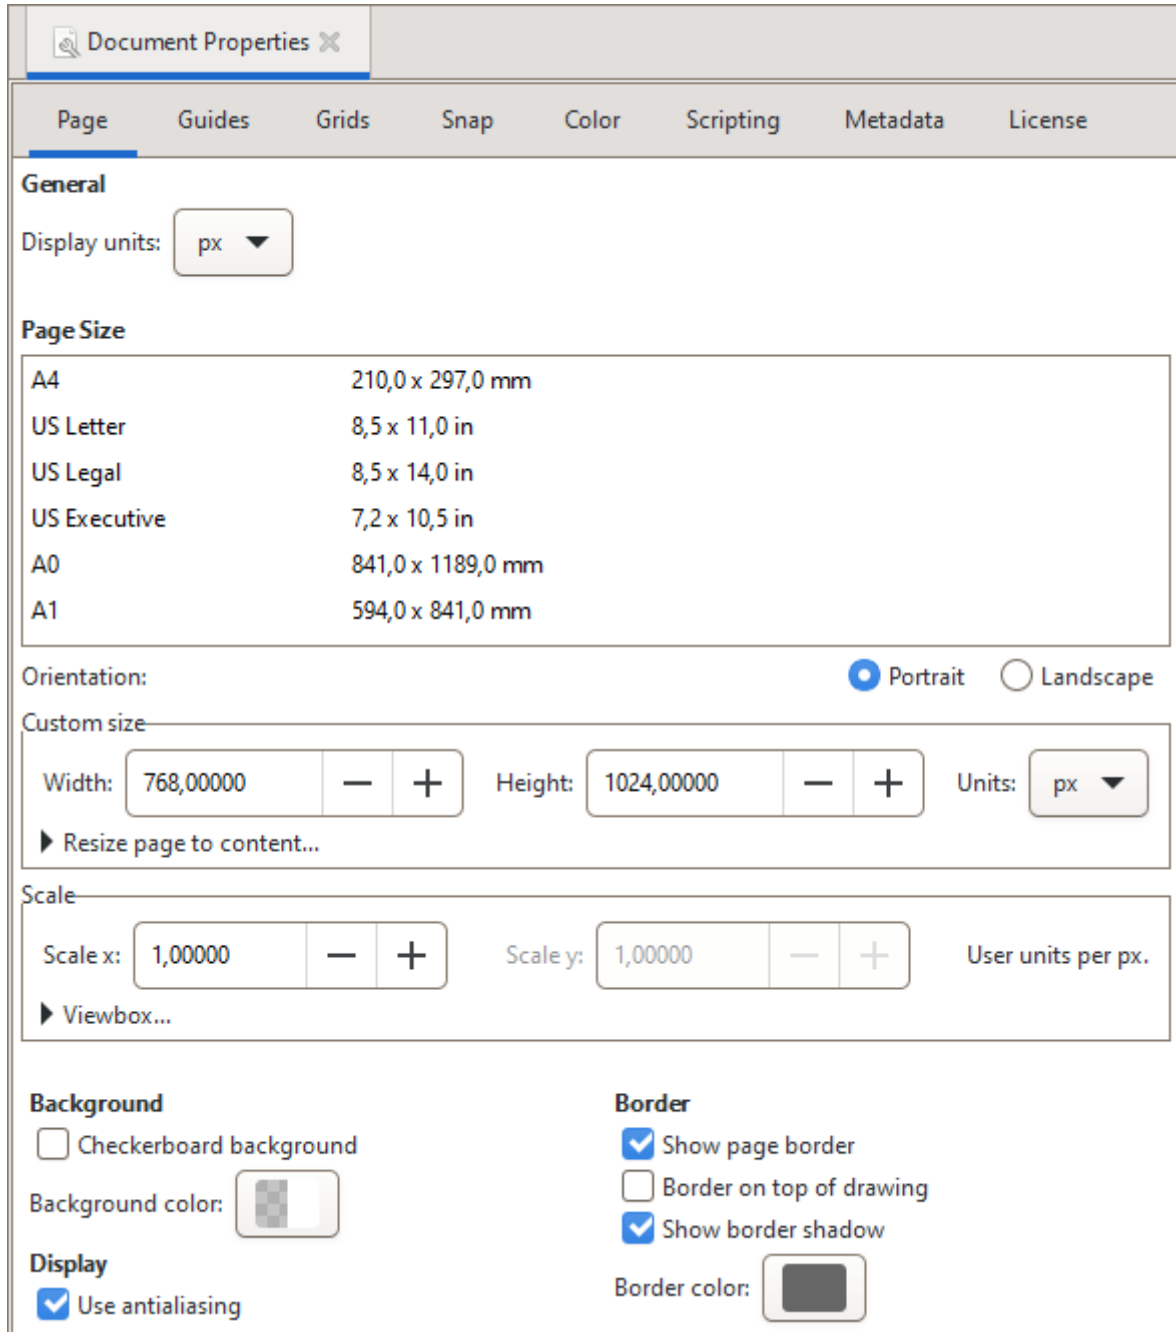 Document Properties
Page Guides Grids Snap Color Scripting Metadata License
General
Display units: px
Page Size
A4 210,0 x 297,0 mm
US Letter 8,5 x 11,0 in
US Legal 8,5 x 14,0 in
US Executive 7,2 x 10,5 in
A0 841,0 x 1189,0 mm
A1 594,0 x 841,0 mm
Orientation: Portrait Landscape
Custom size
Width: 768,00000 Height: 1024,00000 Units: px
Resize page to content...
Scale
Scale x: 1,00000 Scale y: 1,00000 User units per px.
Viewbox...
Background
Checkerboard background
Background color:
Display
Use antialiasing
Border
Show page border
Border on top of drawing
Show border shadow
Border color: